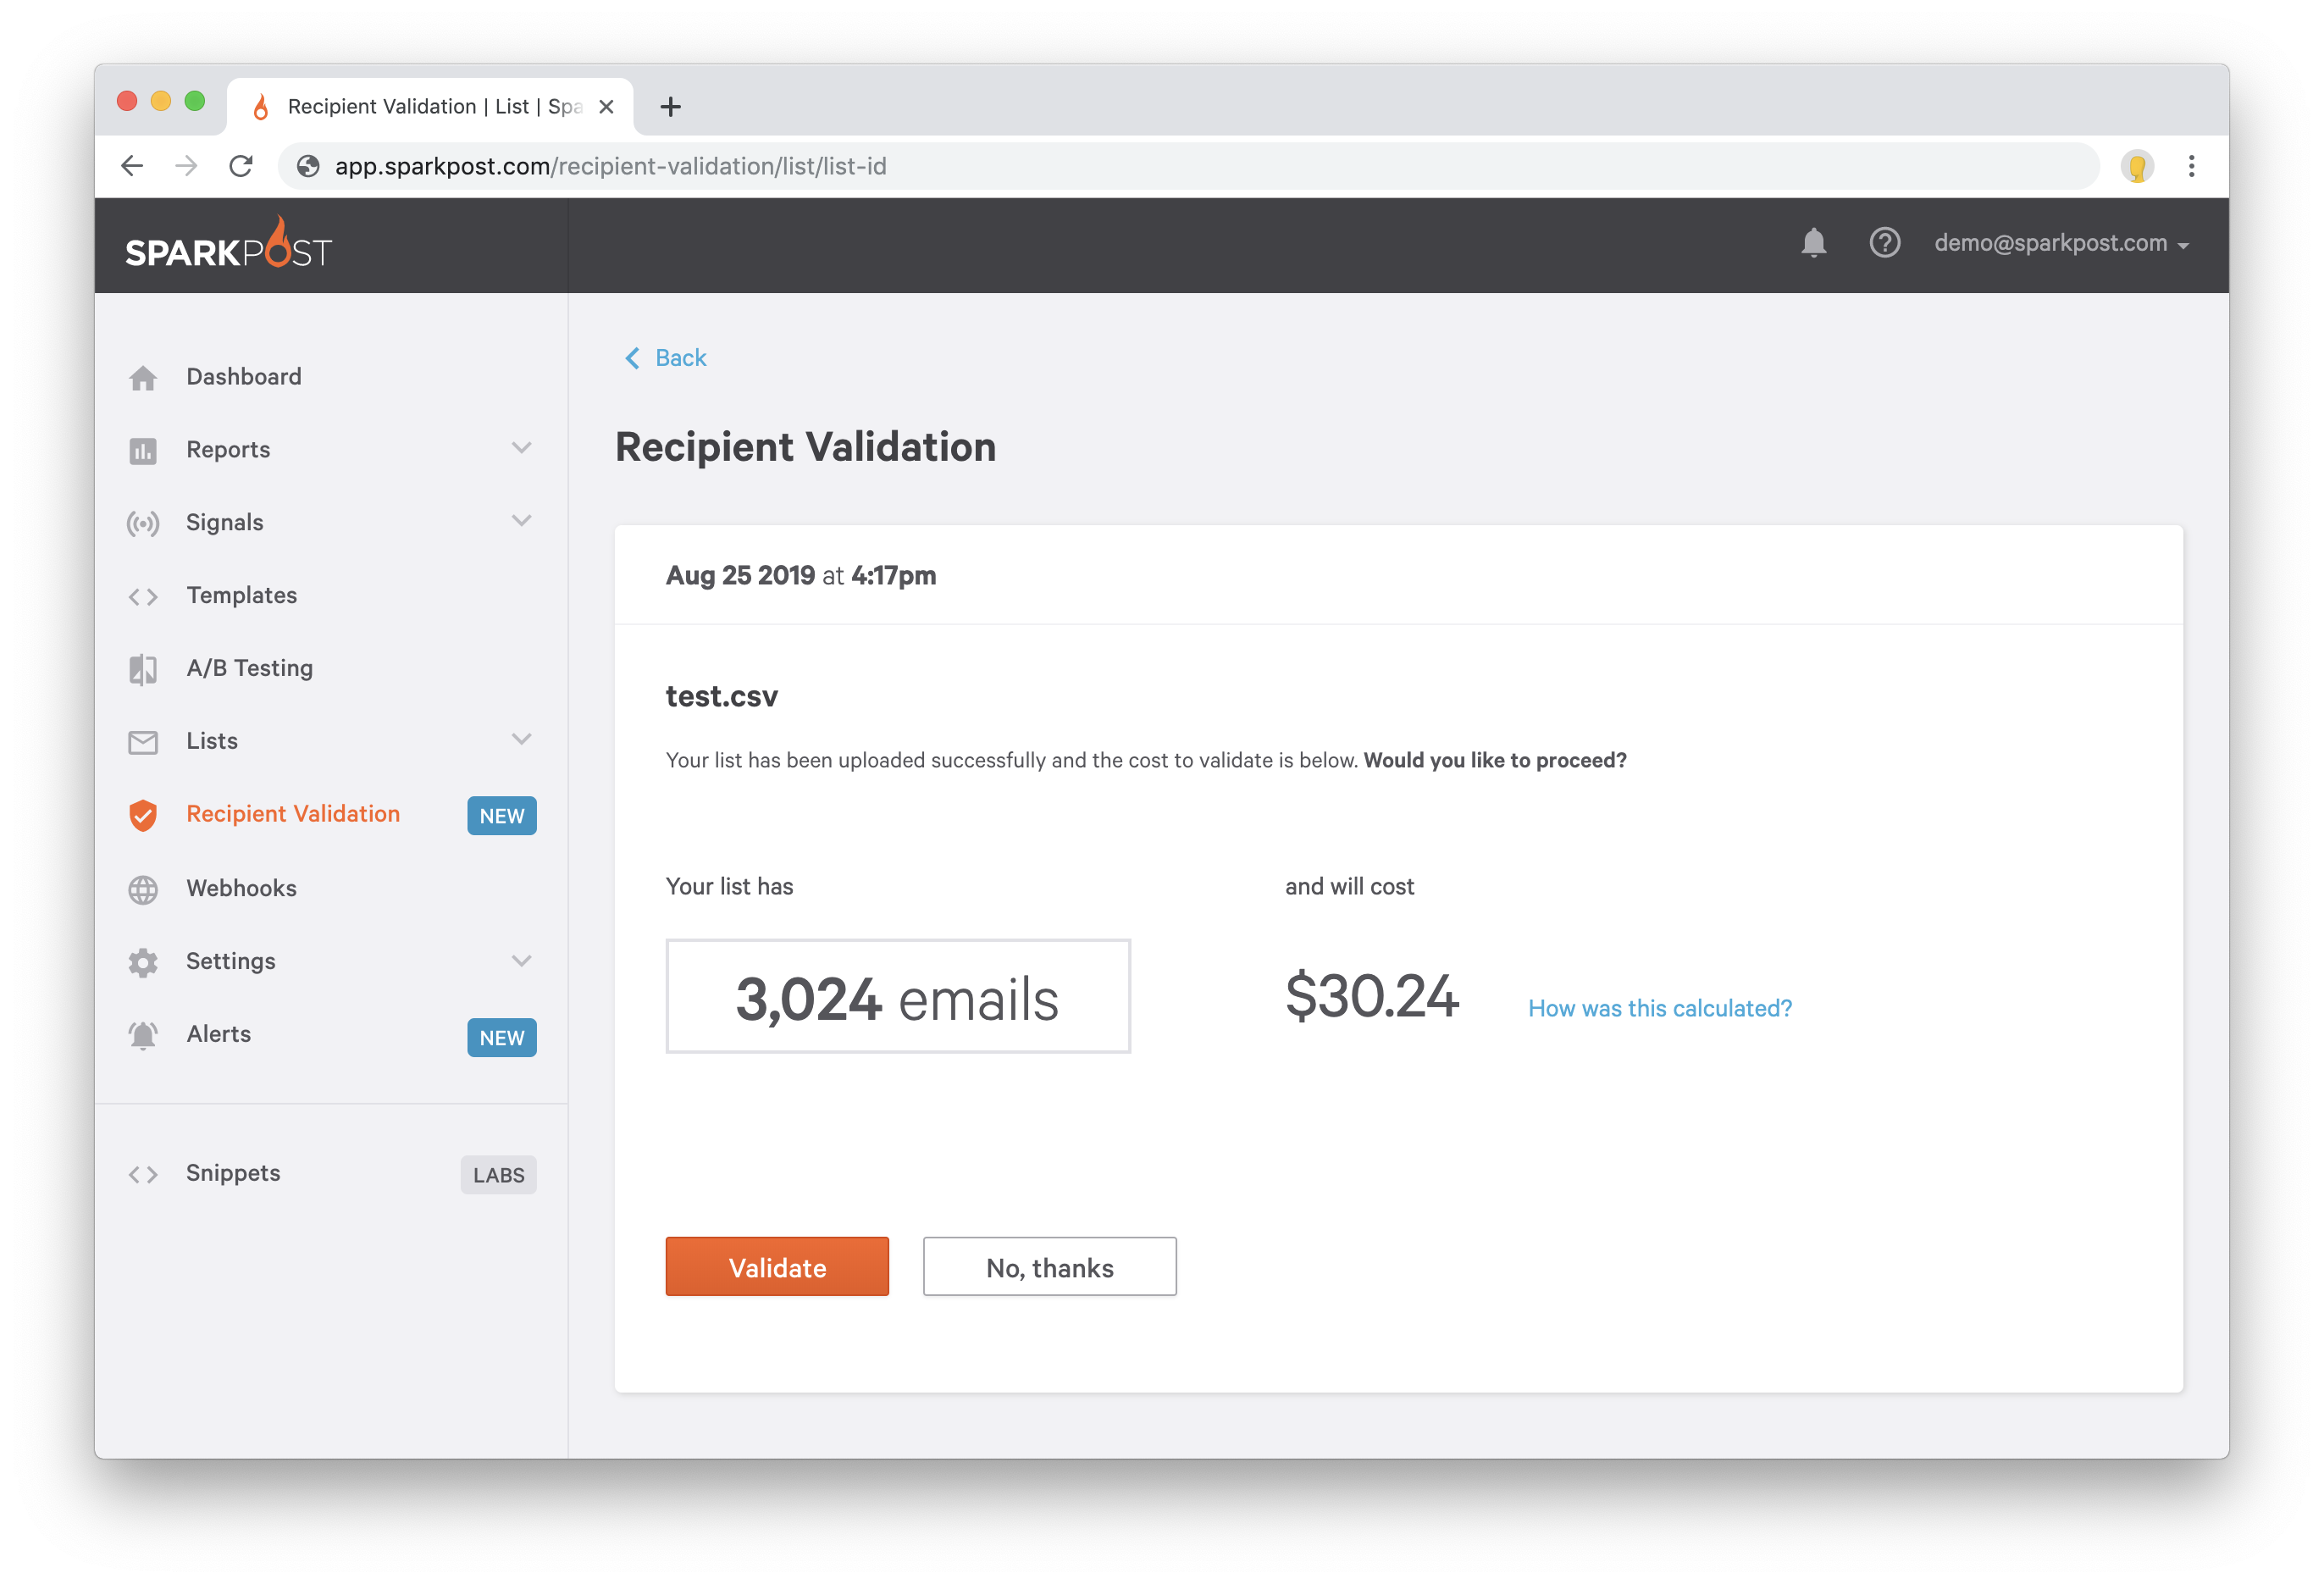 Recipient Validation | List | Spa
app.sparkpost.com/recipient-validation/list/list-id
SPARKPOST
demo@sparkpost.com
Dashboard
Reports
Signals
Templates
A/B Testing
Lists
Recipient Validation NEW
Webhooks
Settings
Alerts NEW
Snippets LABS
Back
Recipient Validation
Aug 25 2019 at 4:17pm
test.csv
Your list has been uploaded successfully and the cost to validate is below. Would you like to proceed?
Your list has
3,024 emails
and will cost
$30.24 How was this calculated?
Validate No, thanks